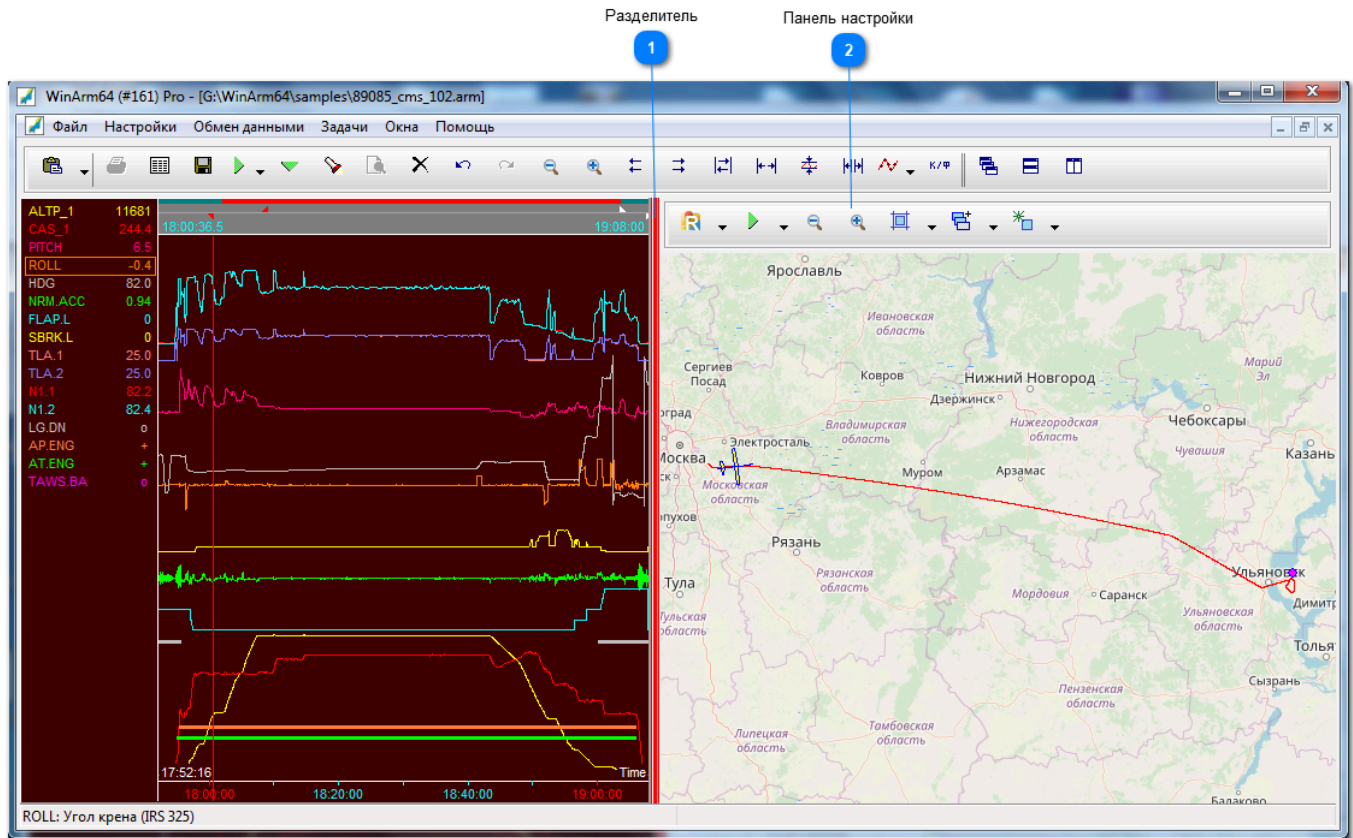 Разделитель
Панель настройки
1
2
WinArm64 (#161) Pro - [G:\WinArm64\samples\89085_cms_102.arm]
Файл Настройки Обмен данными Задачи Окна Помощь
К/Ф
ALTP_1 11681
CAS_1 244.4
PITCH 6.5
ROLL -0.4
HDG 82.0
NRM.ACC 0.94
FLAP.L 0
SBRK.L 0
TLA.1 25.0
TLA.2 25.0
N1.1 82.2
N1.2 82.4
LG.DN o
AP.ENG +
AT.ENG +
TAWS.BA o
18:00:36.5 19:08:00
17:52:16 Time
18:00:00 18:20:00 18:40:00 19:00:00
Ярославль
Ивановская
область
Сергиев
Посад
Ковров
Нижний Новгород
Марий
Эл
Дзержинск
оград
Владимирская
область
Нижегородская
область
Чебоксары
Электросталь
Москва
Чувашия
Казань
Муром
Арзамас
Московская
область
рпухов
Рязань
Рязанская
область
Ульяновск
Тула
Мордовия
Саранск
Димитр
Ульяновская
область
Тульская
область
Тольят
Сызрань
Пензенская
область
Липецкая
область
Тамбовская
область
Балаково
ROLL: Угол крена (IRS 325)